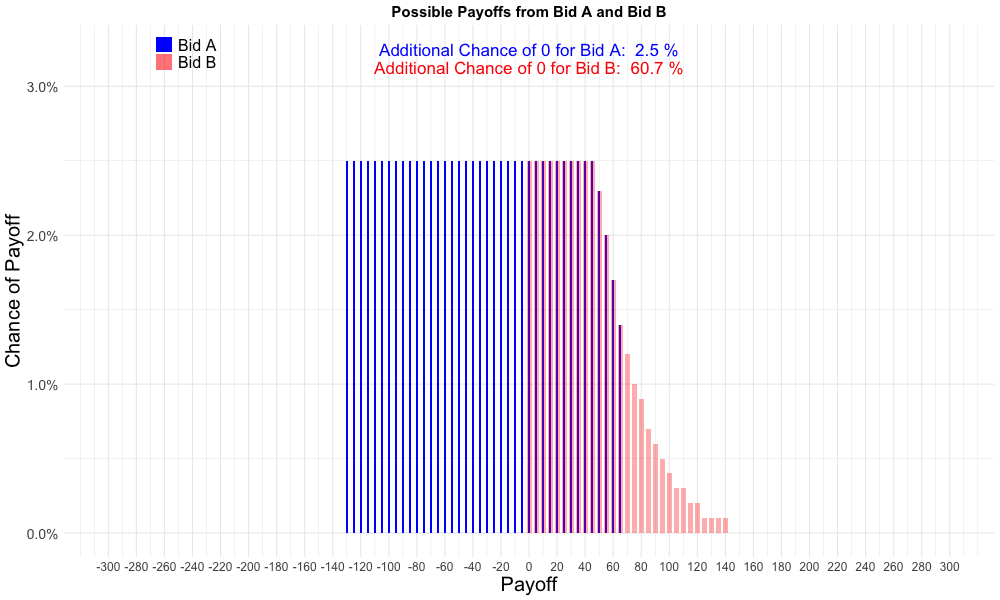 Possible Payoffs from Bid A and Bid B
Bid A
Bid B
Additional Chance of 0 for Bid A:  2.5 %
Additional Chance of 0 for Bid B:  60.7 %
Chance of Payoff
3.0%
2.0%
1.0%
0.0%
-300 -280 -260 -240 -220 -200 -180 -160 -140 -120 -100 -80 -60 -40 -20 0 20 40 60 80 100 120 140 160 180 200 220 240 260 280 300
Payoff